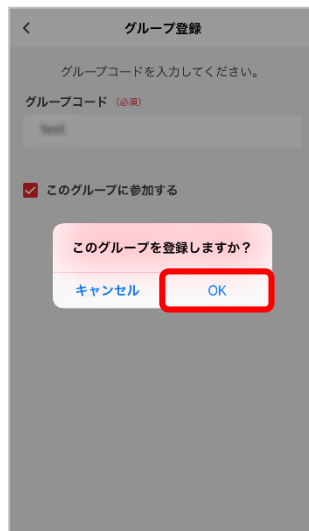 グループ登録
グループコードを入力してください。
グループコード (必須)
このグループに参加する
このグループを登録しますか？
キャンセル
OK